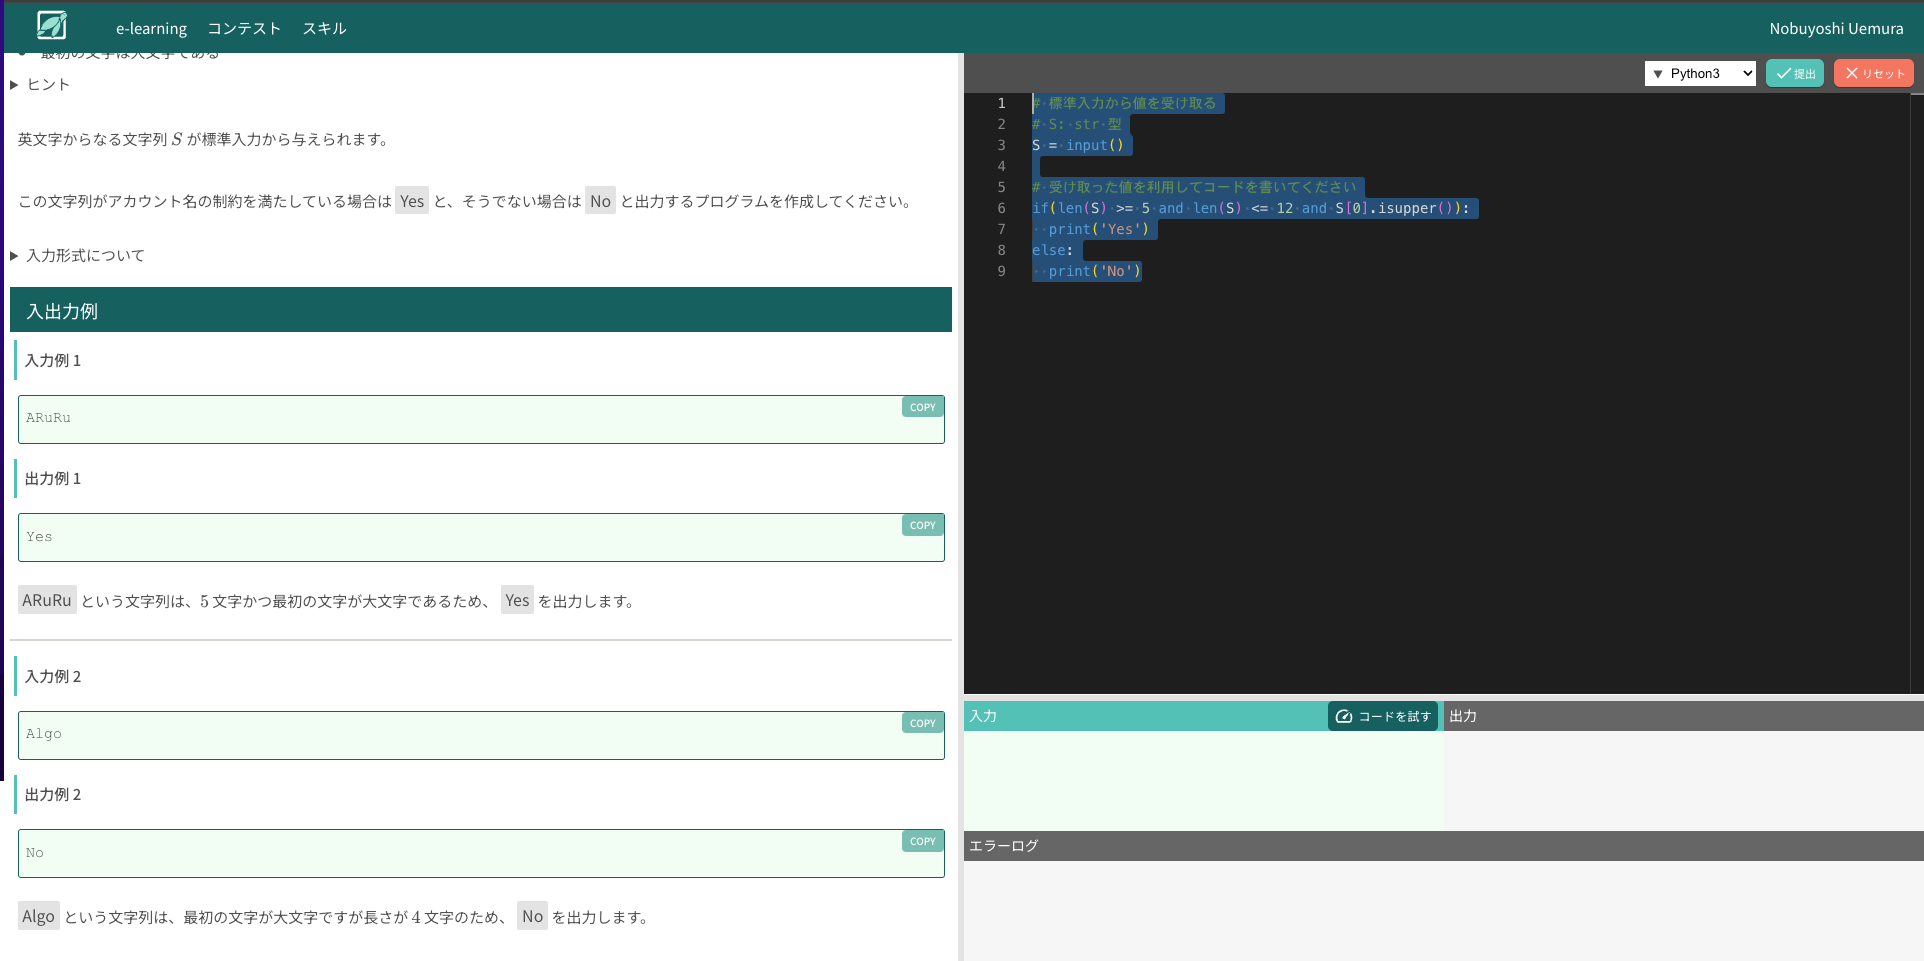 e-learning コンテスト スキル Nobuyoshi Uemura
最初の文字は大文字である
ヒント
英文字からなる文字列 S が標準入力から与えられます。
この文字列がアカウント名の制約を満たしている場合は Yes と、そうでない場合は No と出力するプログラムを作成してください。
入力形式について
入出力例
入力例 1
COPY
ARuRu
出力例 1
COPY
Yes
ARuRu という文字列は、5 文字かつ最初の文字が大文字であるため、 Yes を出力します。
入力例 2
COPY
Algo
出力例 2
COPY
No
Algo という文字列は、最初の文字が大文字ですが長さが 4 文字のため、 No を出力します。
▼ Python3 提出 リセット
1 # 標準入力から値を受け取る
2 # S: str 型
3 S = input()
4
5 # 受け取った値を利用してコードを書いてください
6 if(len(S) >= 5 and len(S) <= 12 and S[0].isupper()):
7   print('Yes')
8 else:
9   print('No')
入力 コードを試す 出力
エラーログ